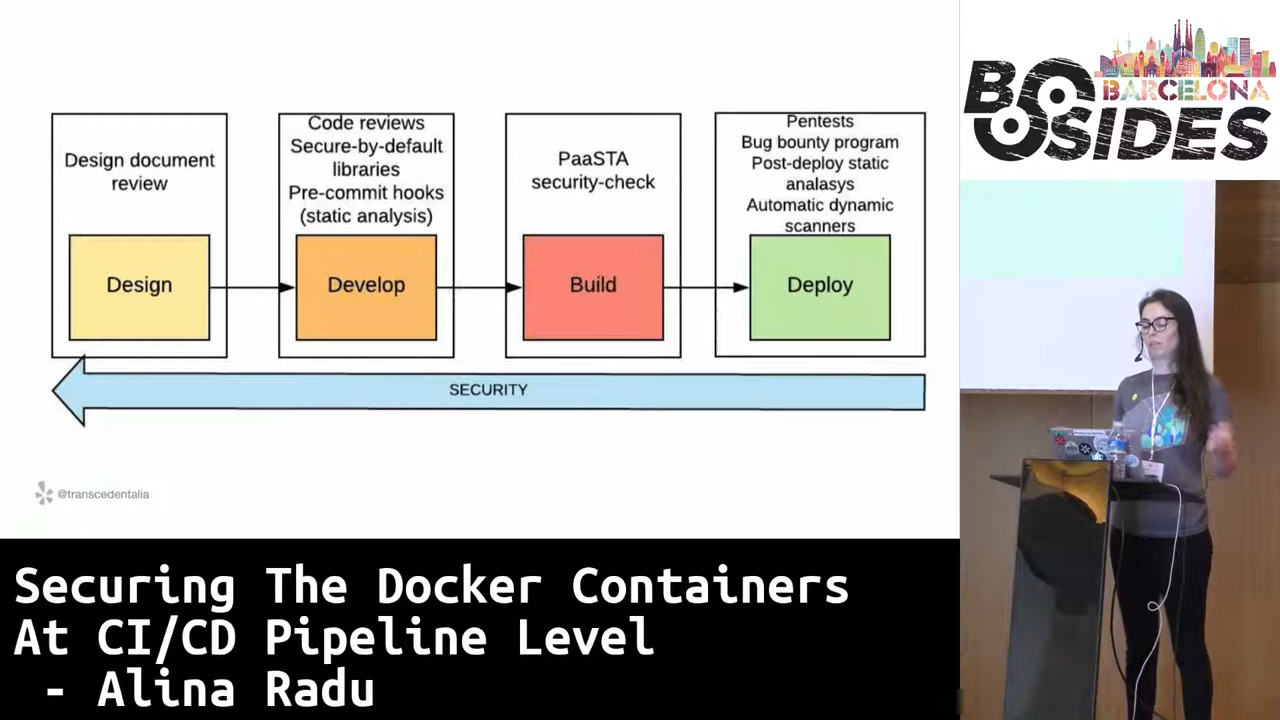 Design document
review
Design
Code reviews
Secure-by-default
libraries
Pre-commit hooks
(static analysis)
Develop
PaaSTA
security-check
Build
Pentests
Bug bounty program
Post-deploy static
analasys
Automatic dynamic
scanners
Deploy
SECURITY
@transcedentalia
BSIDES
BARCELONA
Securing The Docker Containers
At CI/CD Pipeline Level
- Alina Radu